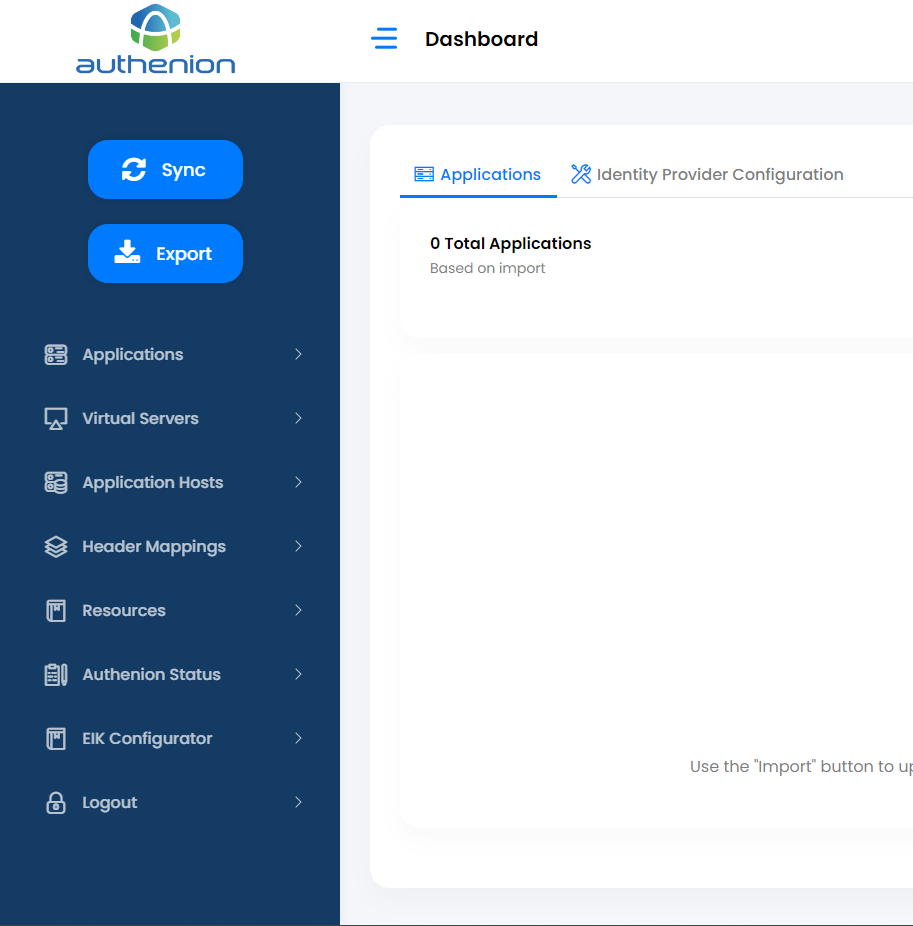 authenion
Dashboard
Sync
Export
Applications
Virtual Servers
Application Hosts
Header Mappings
Resources
Authenion Status
EIK Configurator
Logout
Applications
Identity Provider Configuration
0 Total Applications
Based on import
Use the "Import" button to up